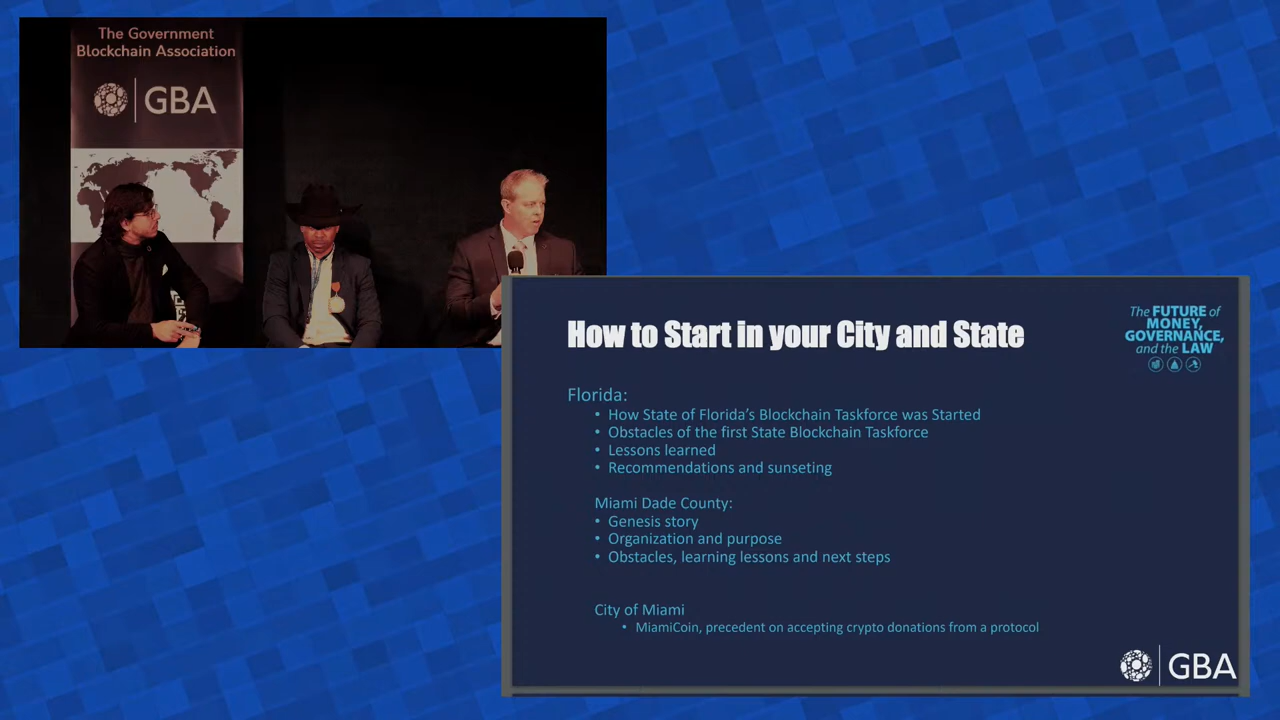 The Government
Blockchain Association
GBA
How to Start in your City and State
The FUTURE of
MONEY,
GOVERNANCE,
and the LAW
Florida:
• How State of Florida's Blockchain Taskforce was Started
• Obstacles of the first State Blockchain Taskforce
• Lessons learned
• Recommendations and sunseting
Miami Dade County:
• Genesis story
• Organization and purpose
• Obstacles, learning lessons and next steps
City of Miami
• MiamiCoin, precedent on accepting crypto donations from a protocol
GBA